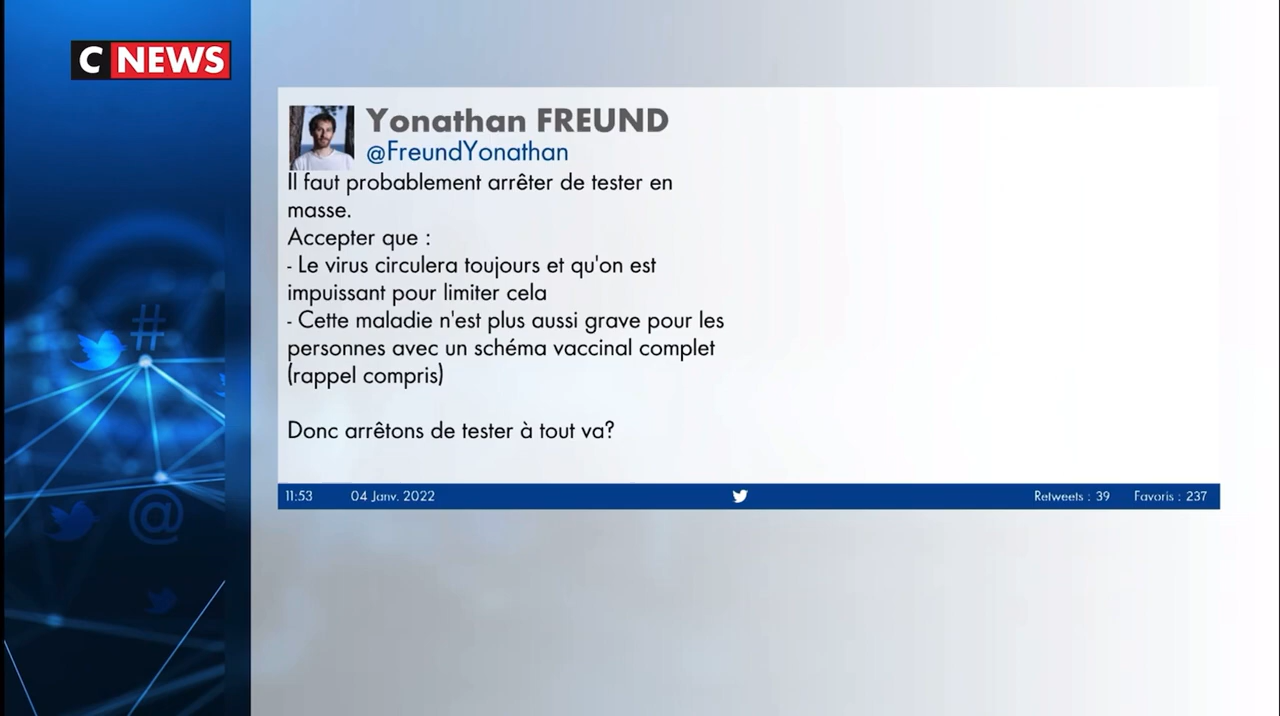 C NEWS
Yonathan FREUND
@FreundYonathan
Il faut probablement arrêter de tester en
masse.
Accepter que :
- Le virus circulera toujours et qu'on est
impuissant pour limiter cela
- Cette maladie n'est plus aussi grave pour les
personnes avec un schéma vaccinal complet
(rappel compris)
Donc arrêtons de tester à tout va?
11:53 04 Janv. 2022 Retweets : 39 Favoris : 237
#
@